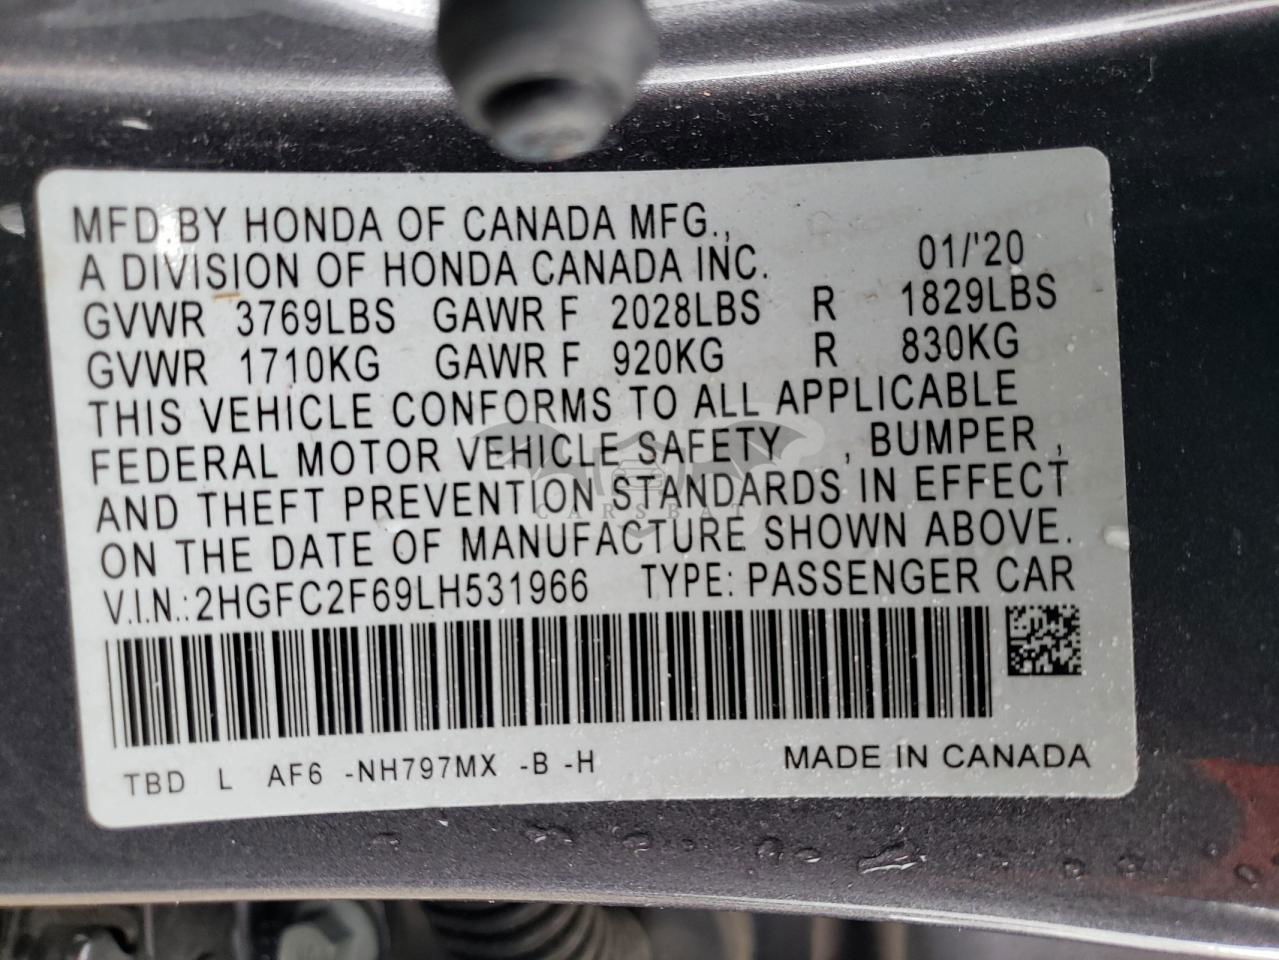 MFD.BY HONDA OF CANADA MFG.,
A DIVISION OF HONDA CANADA INC. 01/'20
GVWR 3769LBS GAWR F 2028LBS R 1829LBS
GVWR 1710KG GAWR F 920KG R 830KG
THIS VEHICLE CONFORMS TO ALL APPLICABLE
FEDERAL MOTOR VEHICLE SAFETY , BUMPER ,
AND THEFT PREVENTION STANDARDS IN EFFECT
CARSBAT
ON THE DATE OF MANUFACTURE SHOWN ABOVE.
V.I.N.:2HGFC2F69LH531966 TYPE: PASSENGER CAR
TBD L AF6 -NH797MX -B -H MADE IN CANADA